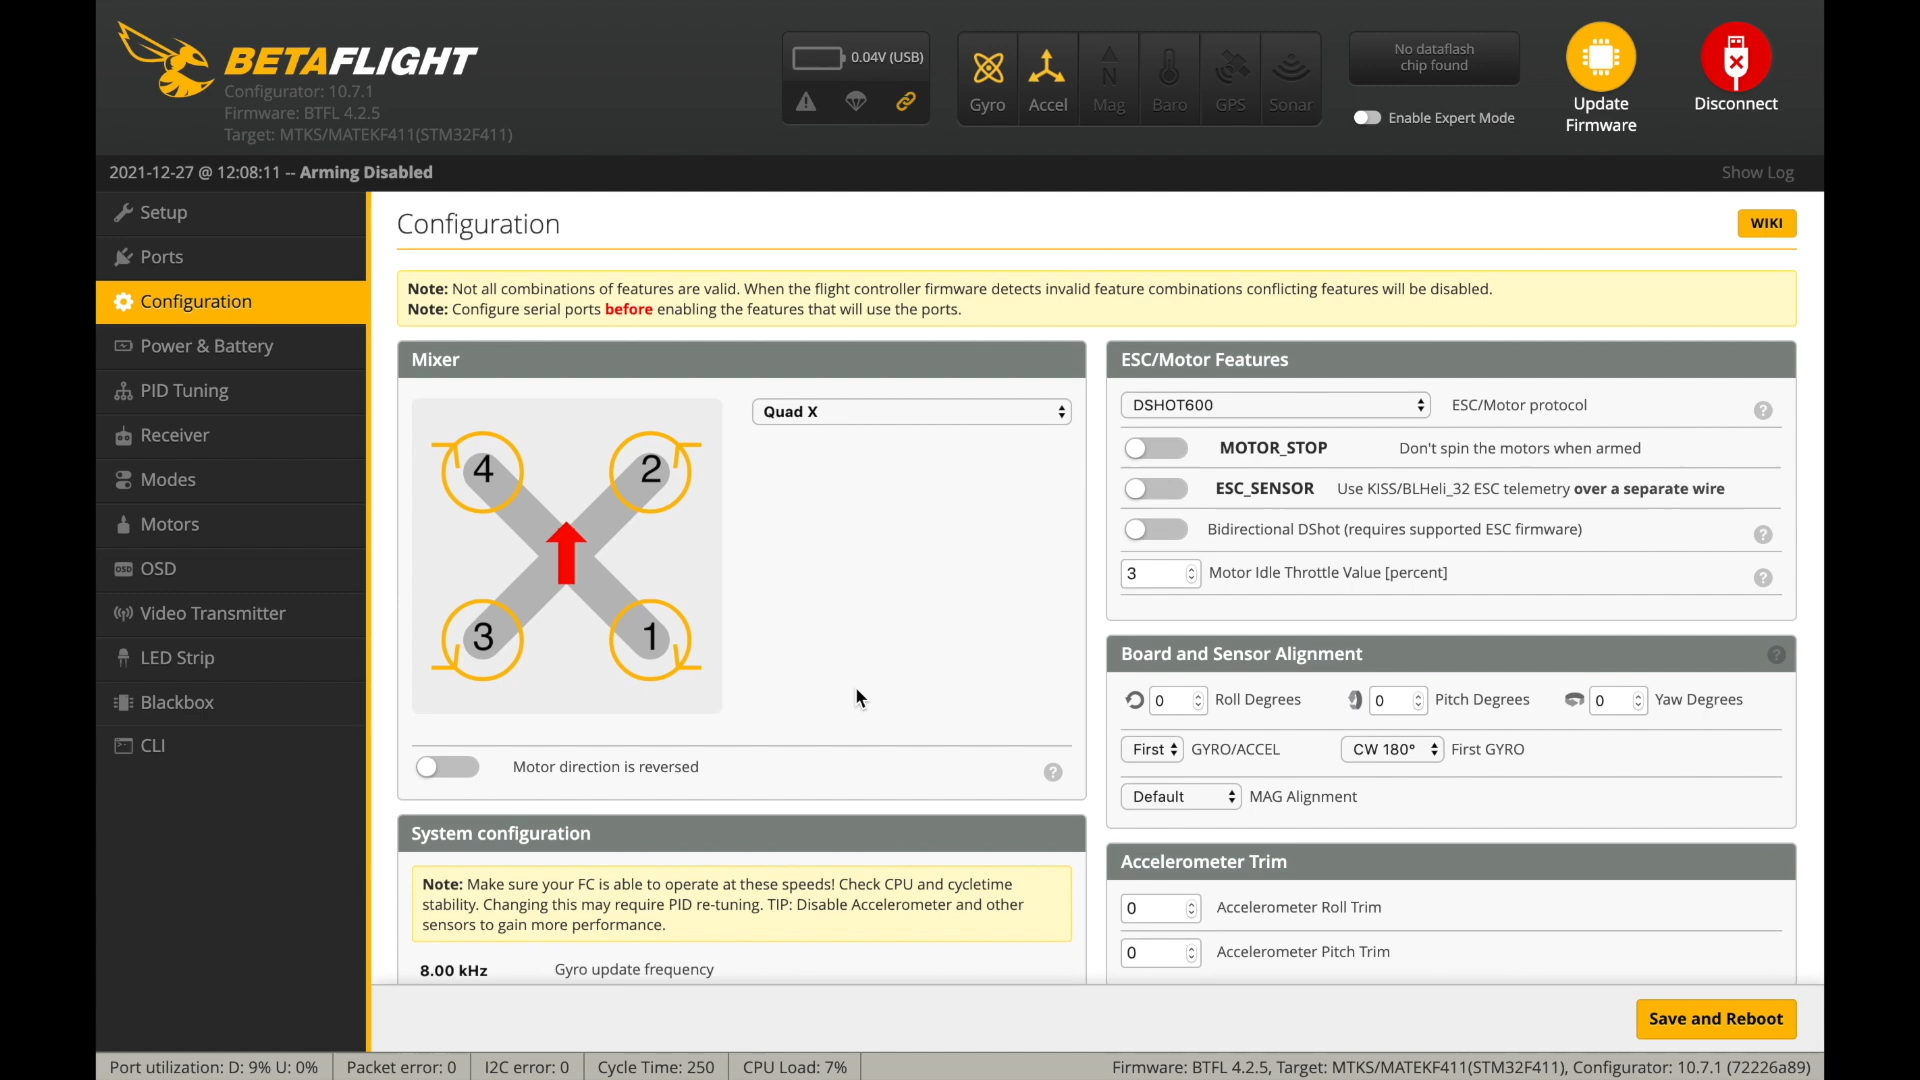 BETAFLIGHT
Configurator: 10.7.1
Firmware: BTFL 4.2.5
Target: MTKS/MATEKF411(STM32F411)
0.04V (USB)
Gyro
Accel
N
Mag
Baro
GPS
Sonar
No dataflash
chip found
Enable Expert Mode
Update
Firmware
Disconnect
2021-12-27 @ 12:08:11 -- Arming Disabled
Show Log
Setup
Ports
Configuration
Power & Battery
PID Tuning
Receiver
Modes
Motors
OSD OSD
Video Transmitter
LED Strip
Blackbox
CLI
Configuration
WIKI
Note: Not all combinations of features are valid. When the flight controller firmware detects invalid feature combinations conflicting features will be disabled.
Note: Configure serial ports before enabling the features that will use the ports.
Mixer
Quad X
4 2
3 1
Motor direction is reversed ?
System configuration
Note: Make sure your FC is able to operate at these speeds! Check CPU and cycletime
stability. Changing this may require PID re-tuning. TIP: Disable Accelerometer and other
sensors to gain more performance.
8.00 kHz Gyro update frequency
ESC/Motor Features
DSHOT600 ESC/Motor protocol ?
MOTOR_STOP Don't spin the motors when armed
ESC_SENSOR Use KISS/BLHeli_32 ESC telemetry over a separate wire
Bidirectional DShot (requires supported ESC firmware) ?
3 Motor Idle Throttle Value [percent] ?
Board and Sensor Alignment ?
0 Roll Degrees 0 Pitch Degrees 0 Yaw Degrees
First GYRO/ACCEL CW 180° First GYRO
Default MAG Alignment
Accelerometer Trim
0 Accelerometer Roll Trim
0 Accelerometer Pitch Trim
Save and Reboot
Port utilization: D: 9% U: 0% Packet error: 0 I2C error: 0 Cycle Time: 250 CPU Load: 7% Firmware: BTFL 4.2.5, Target: MTKS/MATEKF411(STM32F411), Configurator: 10.7.1 (72226a89)